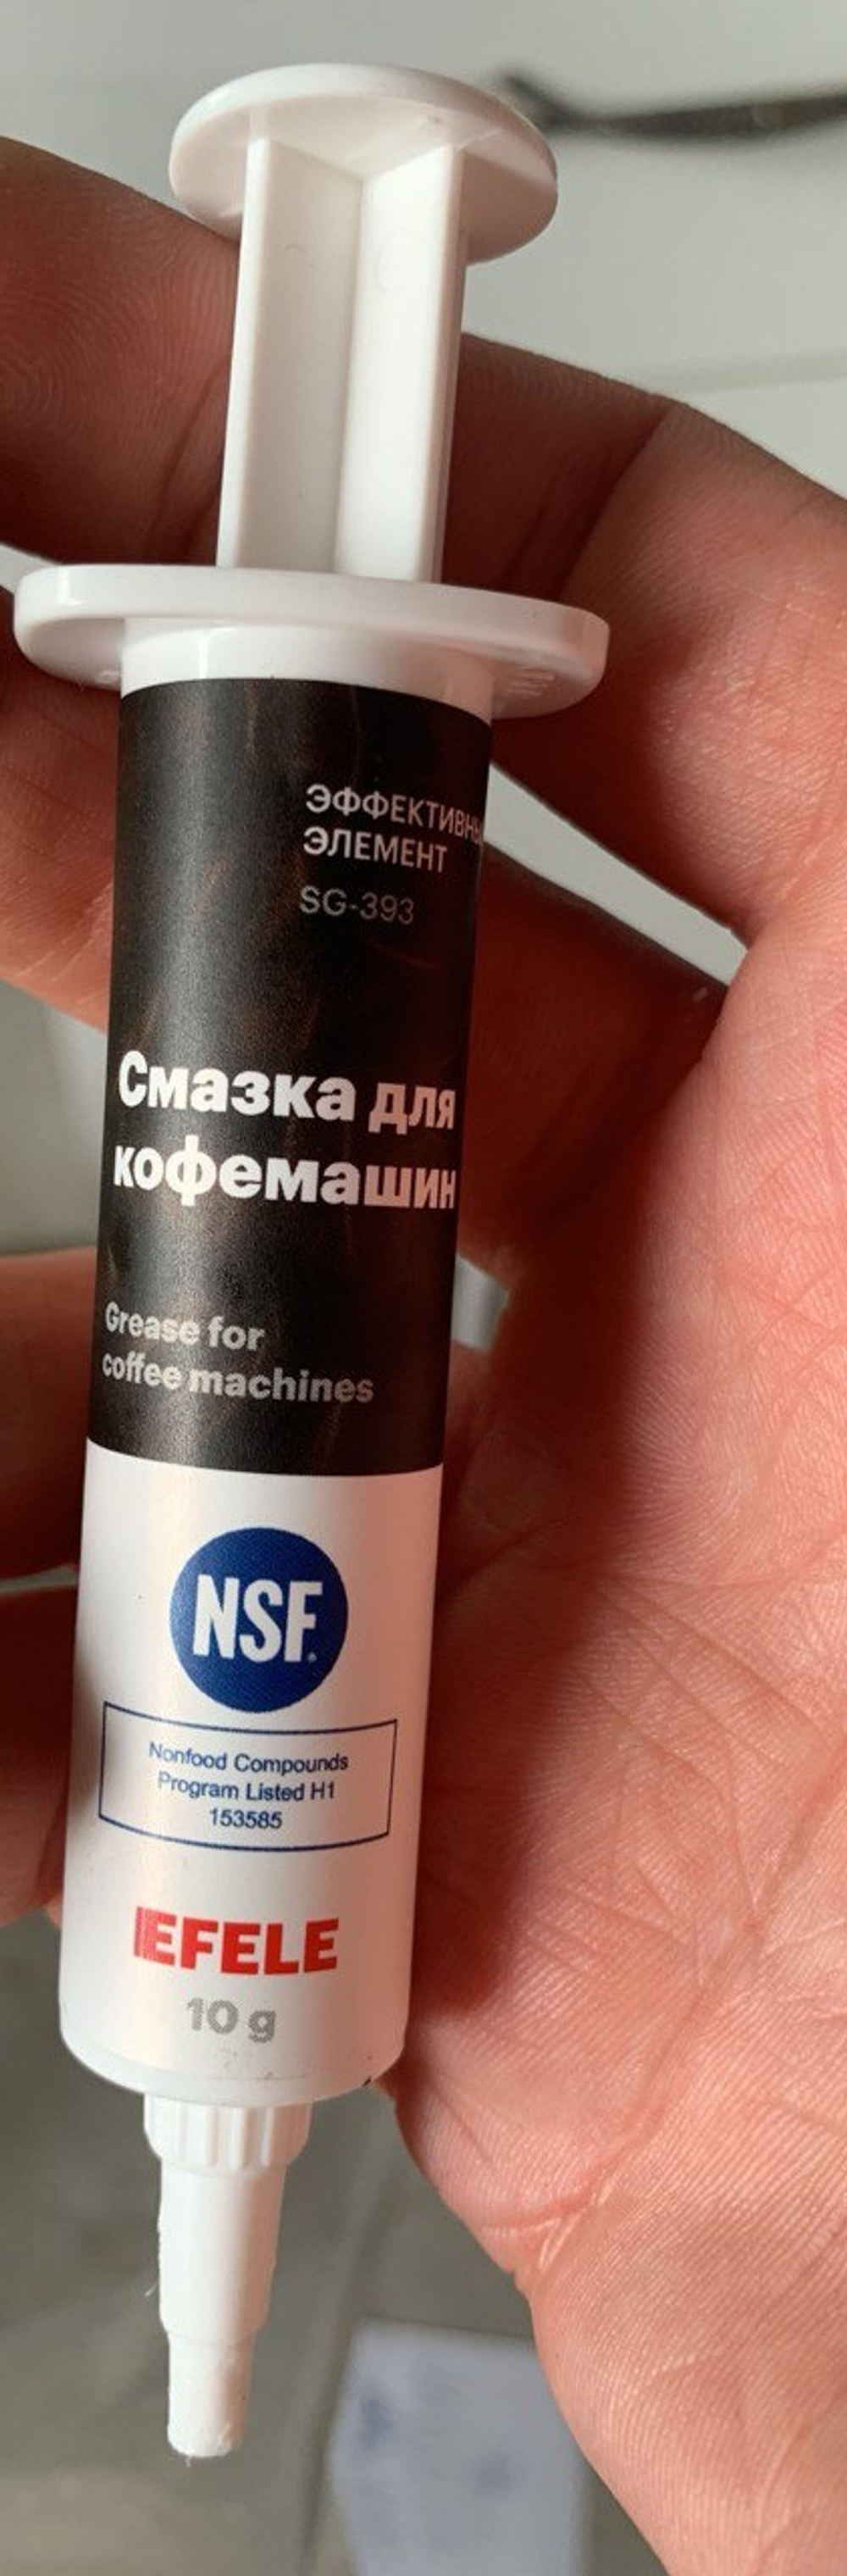 ЭЛЕМЕНТ
SG-393
Смазка для
кофемашин
Grease for
coffee machines
NSF®
Nonfood Compounds
Program Listed H1
153585
EFELE
10 g